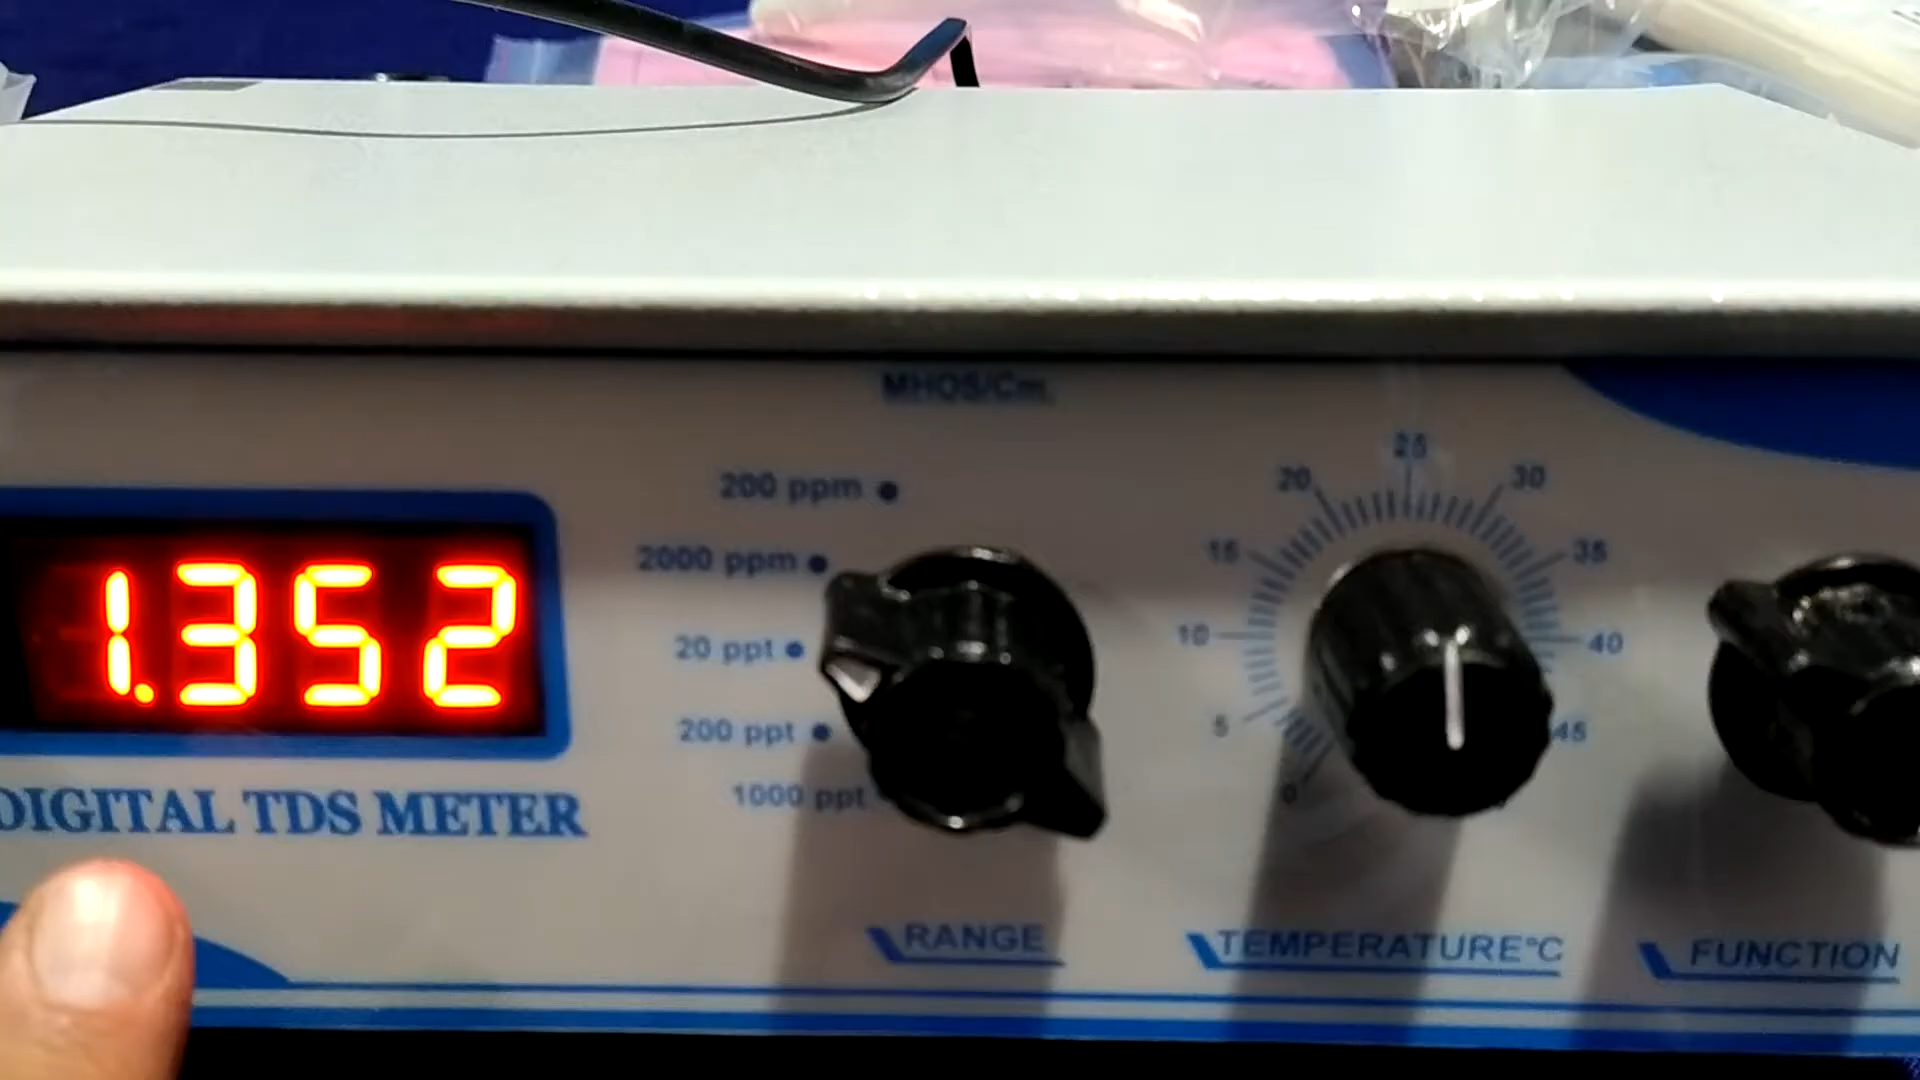 MHOS/Cm.
200 ppm
2000 ppm
20 ppt
200 ppt
1000 ppt
1.352
DIGITAL TDS METER
RANGE
0
5
10
15
20
25
30
35
40
45
TEMPERATURE°C
FUNCTION